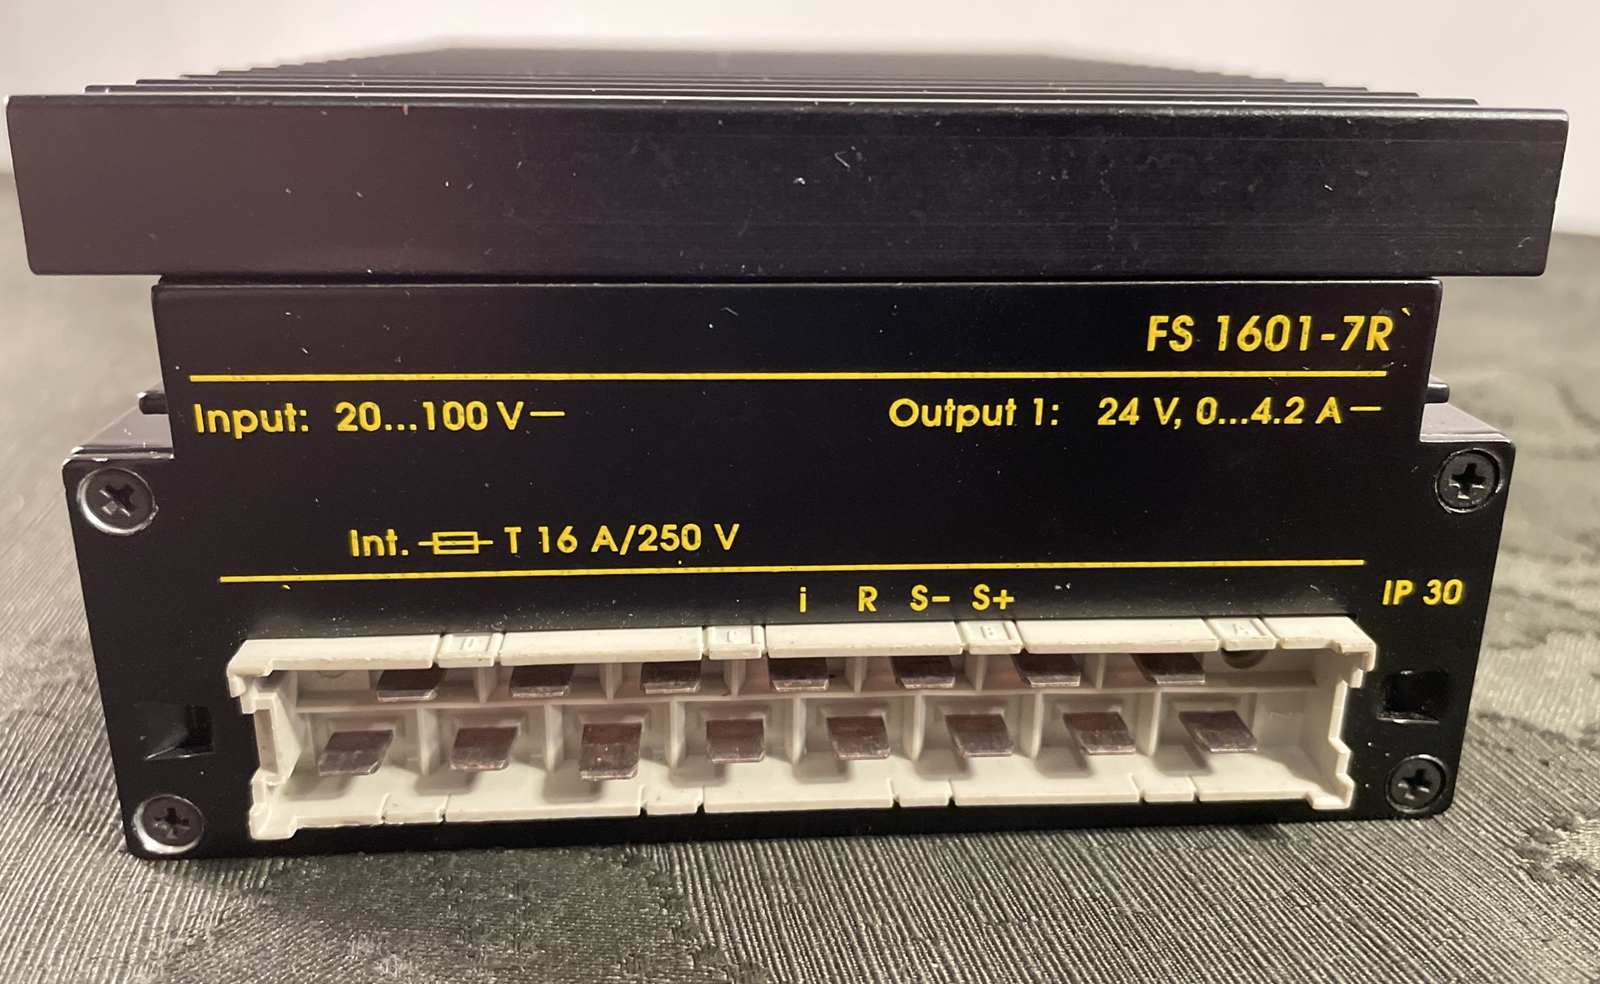 FS 1601-7R
Input: 20...100 V— Output 1: 24 V, 0...4.2 A—
Int. T 16 A/250 V
i R S– S+
IP 30